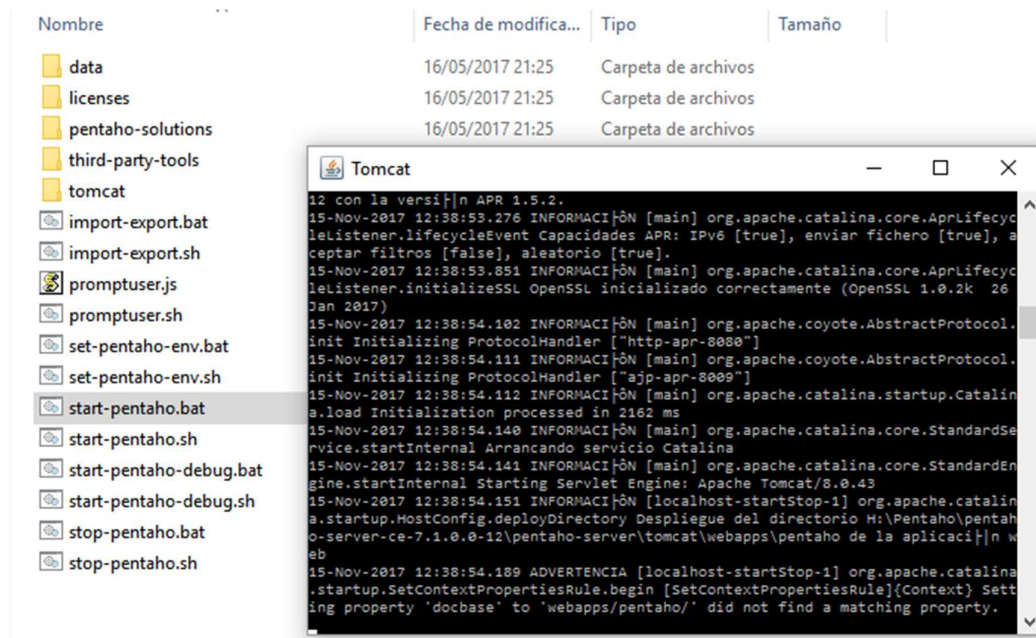 Nombre Fecha de modifica... Tipo Tamaño
data 16/05/2017 21:25 Carpeta de archivos
licenses 16/05/2017 21:25 Carpeta de archivos
pentaho-solutions 16/05/2017 21:25 Carpeta de archivos
third-party-tools
tomcat
import-export.bat
import-export.sh
promptuser.js
promptuser.sh
set-pentaho-env.bat
set-pentaho-env.sh
start-pentaho.bat
start-pentaho.sh
start-pentaho-debug.bat
start-pentaho-debug.sh
stop-pentaho.bat
stop-pentaho.sh
Tomcat
12 con la versi├│n APR 1.5.2.
15-Nov-2017 12:38:53.276 INFORMACI├ôN [main] org.apache.catalina.core.AprLifecyc
leListener.lifecycleEvent Capacidades APR: IPv6 [true], enviar fichero [true], a
ceptar filtros [false], aleatorio [true].
15-Nov-2017 12:38:53.851 INFORMACI├ôN [main] org.apache.catalina.core.AprLifecyc
leListener.initializeSSL OpenSSL inicializado correctamente (OpenSSL 1.0.2k  26
Jan 2017)
15-Nov-2017 12:38:54.102 INFORMACI├ôN [main] org.apache.coyote.AbstractProtocol.
init Initializing ProtocolHandler ["http-apr-8080"]
15-Nov-2017 12:38:54.111 INFORMACI├ôN [main] org.apache.coyote.AbstractProtocol.
init Initializing ProtocolHandler ["ajp-apr-8009"]
15-Nov-2017 12:38:54.112 INFORMACI├ôN [main] org.apache.catalina.startup.Catalin
a.load Initialization processed in 2162 ms
15-Nov-2017 12:38:54.140 INFORMACI├ôN [main] org.apache.catalina.core.StandardSe
rvice.startInternal Arrancando servicio Catalina
15-Nov-2017 12:38:54.141 INFORMACI├ôN [main] org.apache.catalina.core.StandardEn
gine.startInternal Starting Servlet Engine: Apache Tomcat/8.0.43
15-Nov-2017 12:38:54.151 INFORMACI├ôN [localhost-startStop-1] org.apache.catalin
a.startup.HostConfig.deployDirectory Despliegue del directorio H:\Pentaho\pentah
o-server-ce-7.1.0.0-12\pentaho-server\tomcat\webapps\pentaho de la aplicaci├│n w
eb
15-Nov-2017 12:38:54.189 ADVERTENCIA [localhost-startStop-1] org.apache.catalina
.startup.SetContextPropertiesRule.begin [SetContextPropertiesRule]{Context} Sett
ing property 'docbase' to 'webapps/pentaho/' did not find a matching property.